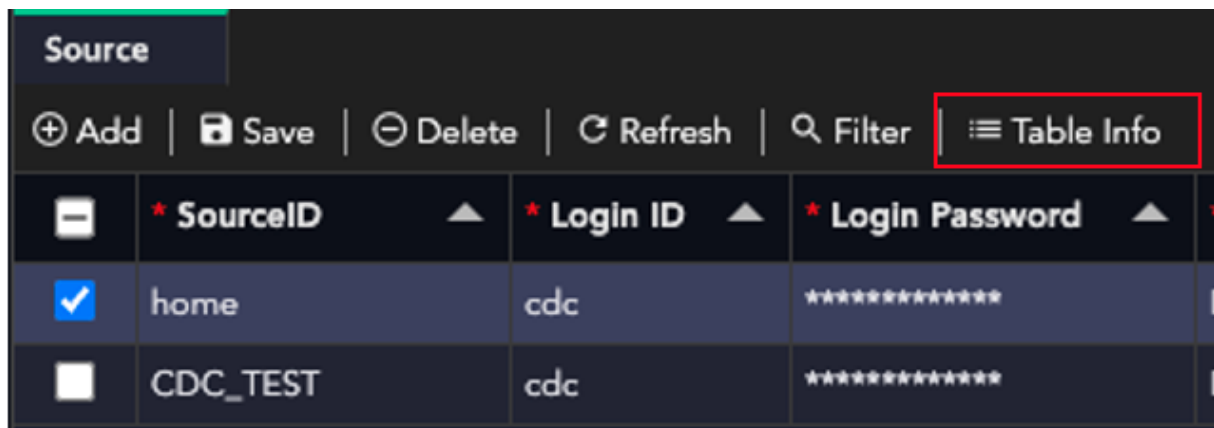 Source
Add | Save | Delete | Refresh | Filter | Table Info
* SourceID * Login ID * Login Password *
home cdc *************
CDC_TEST cdc *************